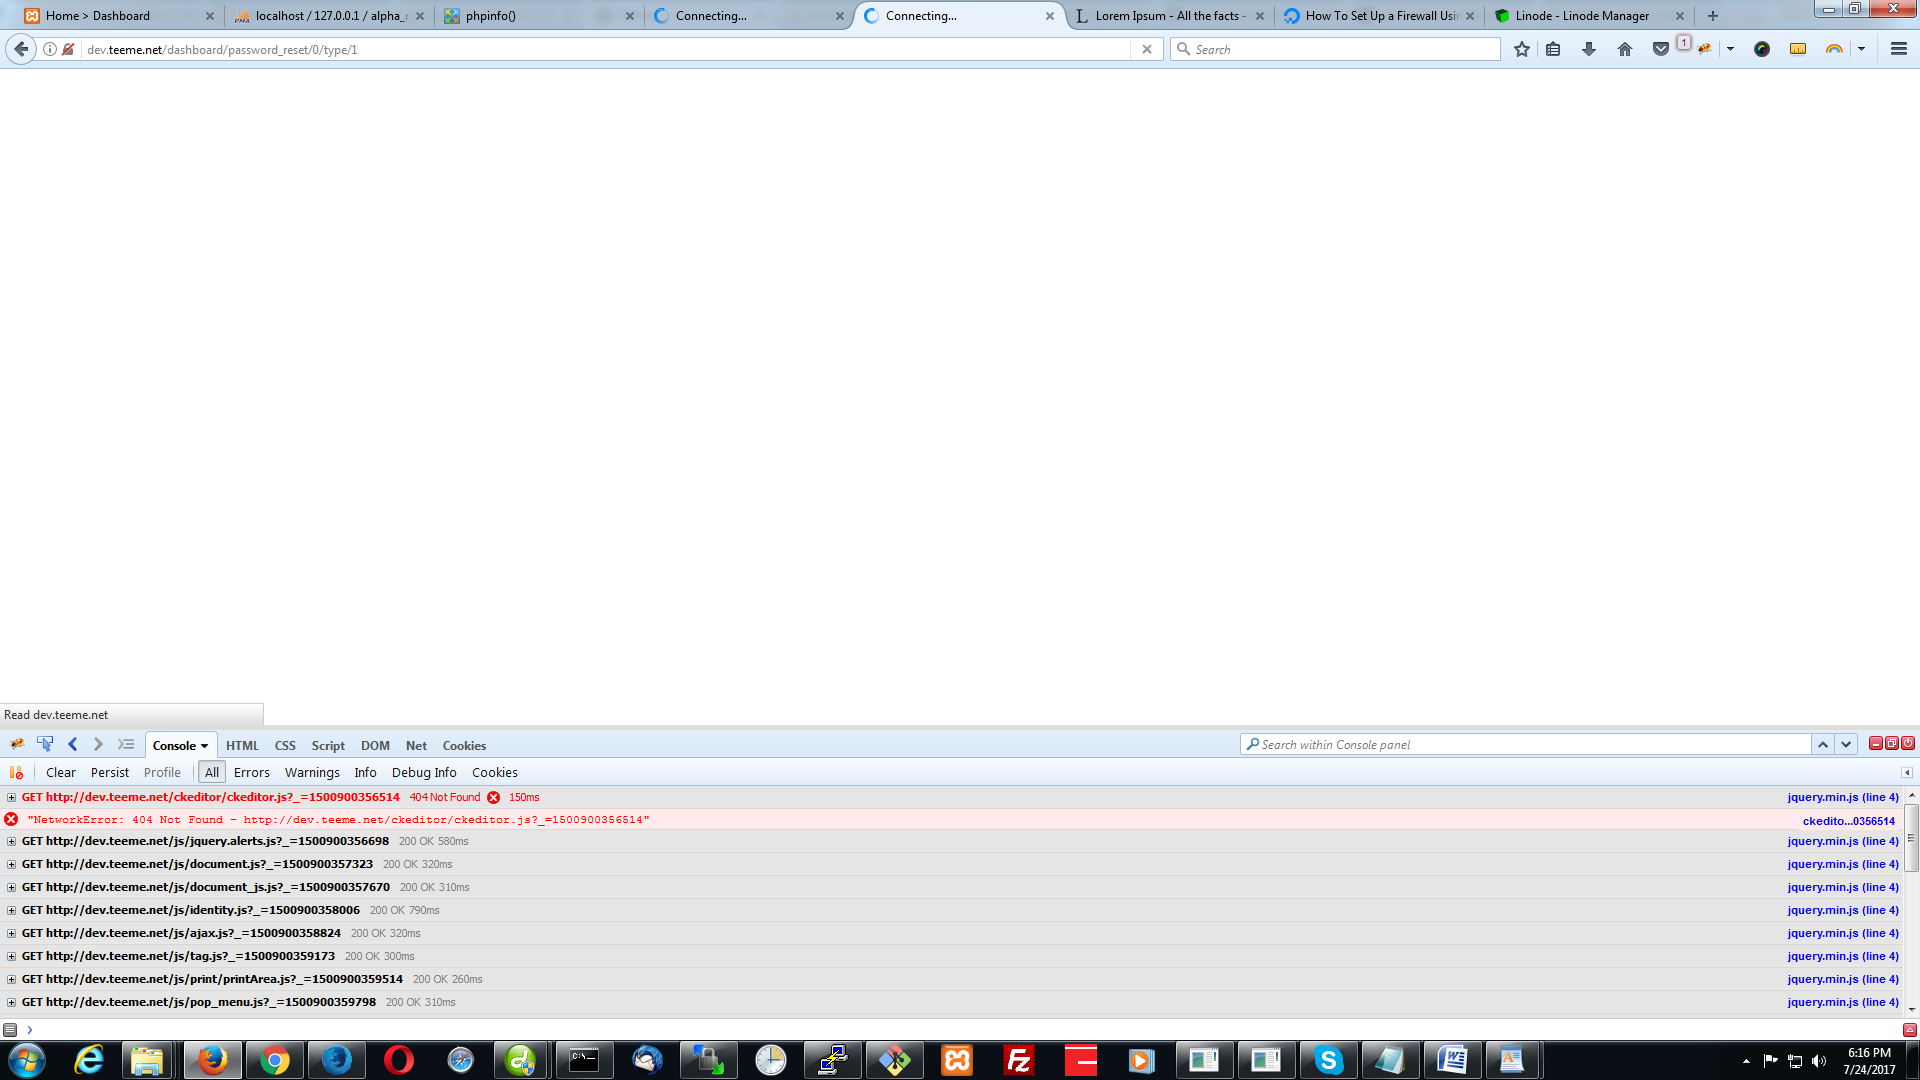 Home > Dashboard
localhost / 127.0.0.1 / alpha_
phpinfo()
Connecting...
Connecting...
Lorem Ipsum - All the facts -
How To Set Up a Firewall Usi
Linode - Linode Manager
dev.teeme.net/dashboard/password_reset/0/type/1
Search
1
Read dev.teeme.net
Console HTML CSS Script DOM Net Cookies
Search within Console panel
Clear Persist Profile All Errors Warnings Info Debug Info Cookies
GET http://dev.teeme.net/ckeditor/ckeditor.js?_=1500900356514 404 Not Found 150ms jquery.min.js (line 4)
"NetworkError: 404 Not Found - http://dev.teeme.net/ckeditor/ckeditor.js?_=1500900356514" ckedito...0356514
GET http://dev.teeme.net/js/jquery.alerts.js?_=1500900356698 200 OK 580ms jquery.min.js (line 4)
GET http://dev.teeme.net/js/document.js?_=1500900357323 200 OK 320ms jquery.min.js (line 4)
GET http://dev.teeme.net/js/document_js.js?_=1500900357670 200 OK 310ms jquery.min.js (line 4)
GET http://dev.teeme.net/js/identity.js?_=1500900358006 200 OK 790ms jquery.min.js (line 4)
GET http://dev.teeme.net/js/ajax.js?_=1500900358824 200 OK 320ms jquery.min.js (line 4)
GET http://dev.teeme.net/js/tag.js?_=1500900359173 200 OK 300ms jquery.min.js (line 4)
GET http://dev.teeme.net/js/print/printArea.js?_=1500900359514 200 OK 260ms jquery.min.js (line 4)
GET http://dev.teeme.net/js/pop_menu.js?_=1500900359798 200 OK 310ms jquery.min.js (line 4)
6:16 PM
7/24/2017